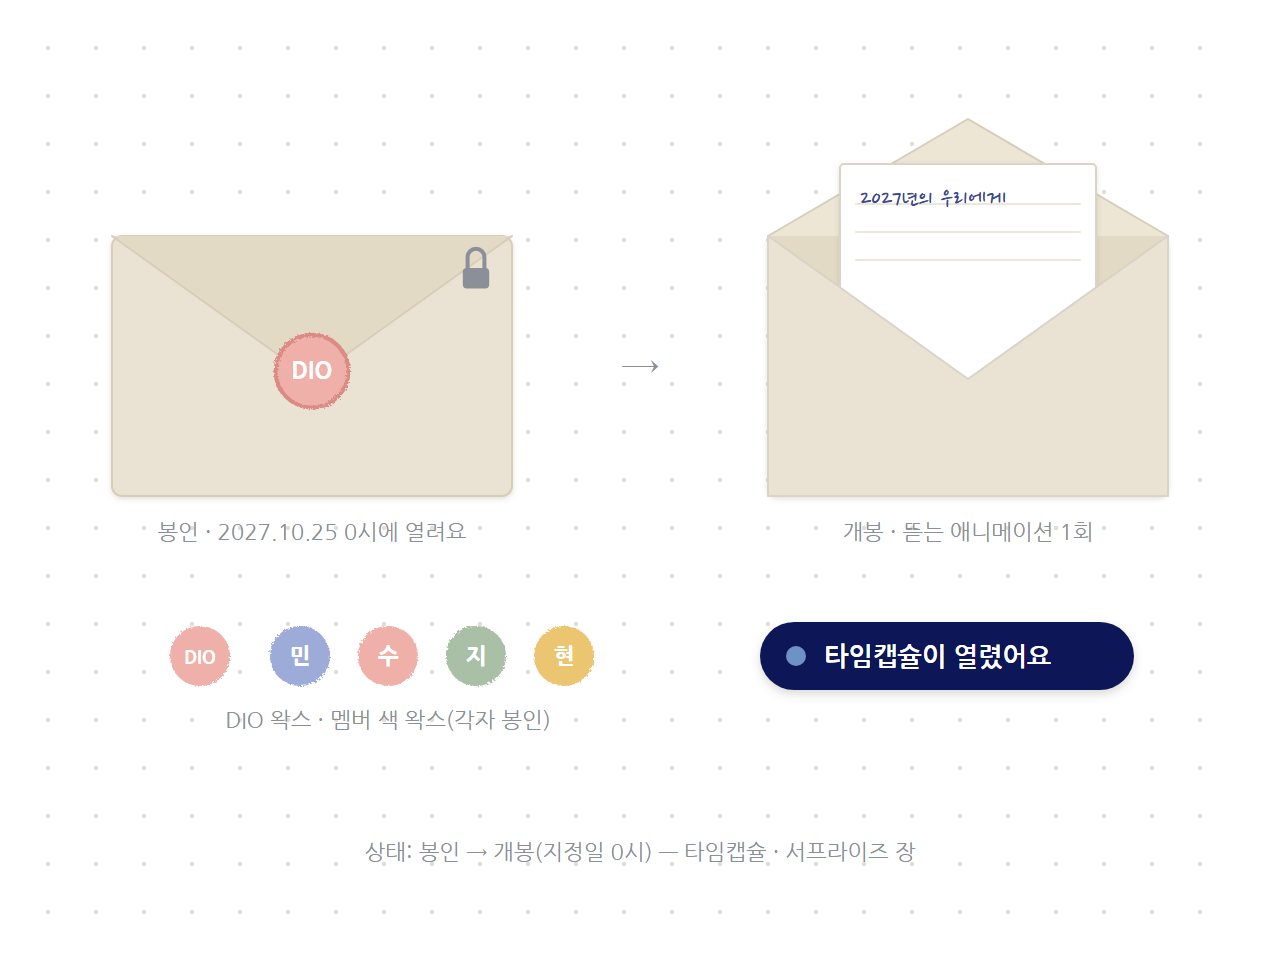 2027년의 우리에게
DIO
→
봉인 · 2027.10.25 0시에 열려요
개봉 · 뜯는 애니메이션 1회
DIO 민 수 지 현
타임캡슐이 열렸어요
DIO 왁스 · 멤버 색 왁스(각자 봉인)
상태: 봉인 → 개봉(지정일 0시) — 타임캡슐 · 서프라이즈 장